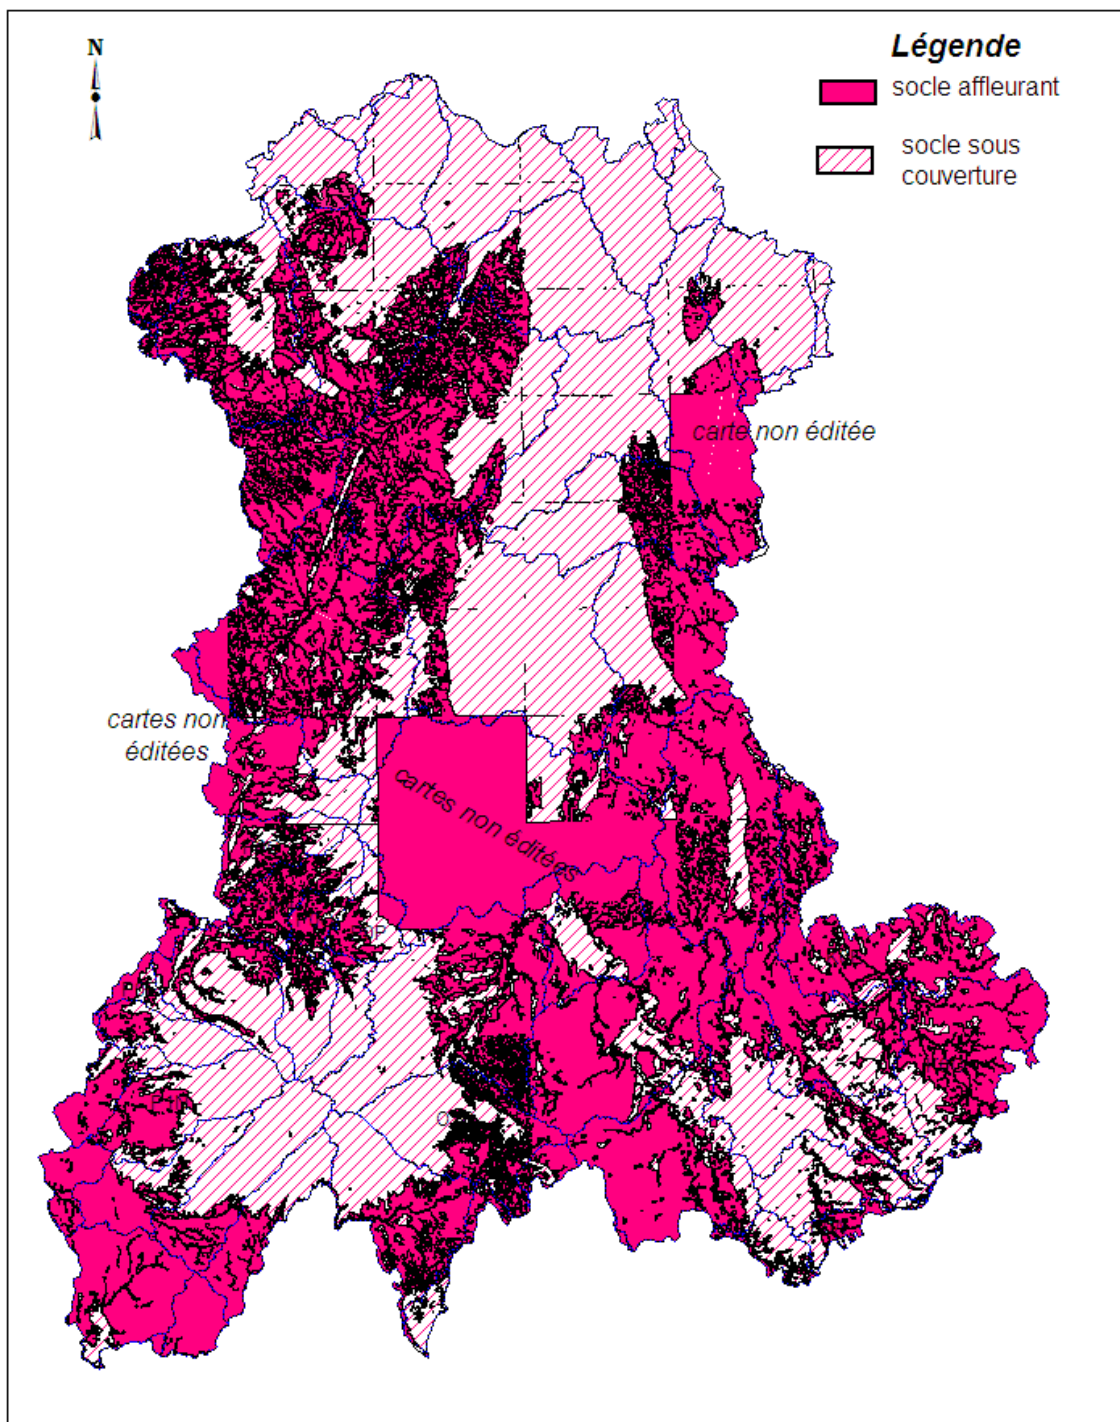 N
Légende
socle affleurant
socle sous
couverture
carte non éditée
cartes non
éditées
cartes non éditées